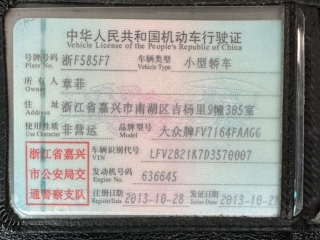 中华人民共和国机动车行驶证
Vehicle License of the People's Republic of China
号牌号码 浙F585F7 车辆类型 小型轿车
Plate No. Vehicle Type
所有人 章菲
Owner
住址 浙江省嘉兴市南湖区吉杨里9幢305室
Address
使用性质 非营运 品牌型号 大众牌FV7164FAAGG
Use Character Model
浙江省嘉兴市公安局交通警察支队
车辆识别代号 LFV2B21K7D3570007
VIN
发动机号码 636645
Engine No.
注册日期 2013-10-28 发证日期 2013-10-28
Register Date Issue Date